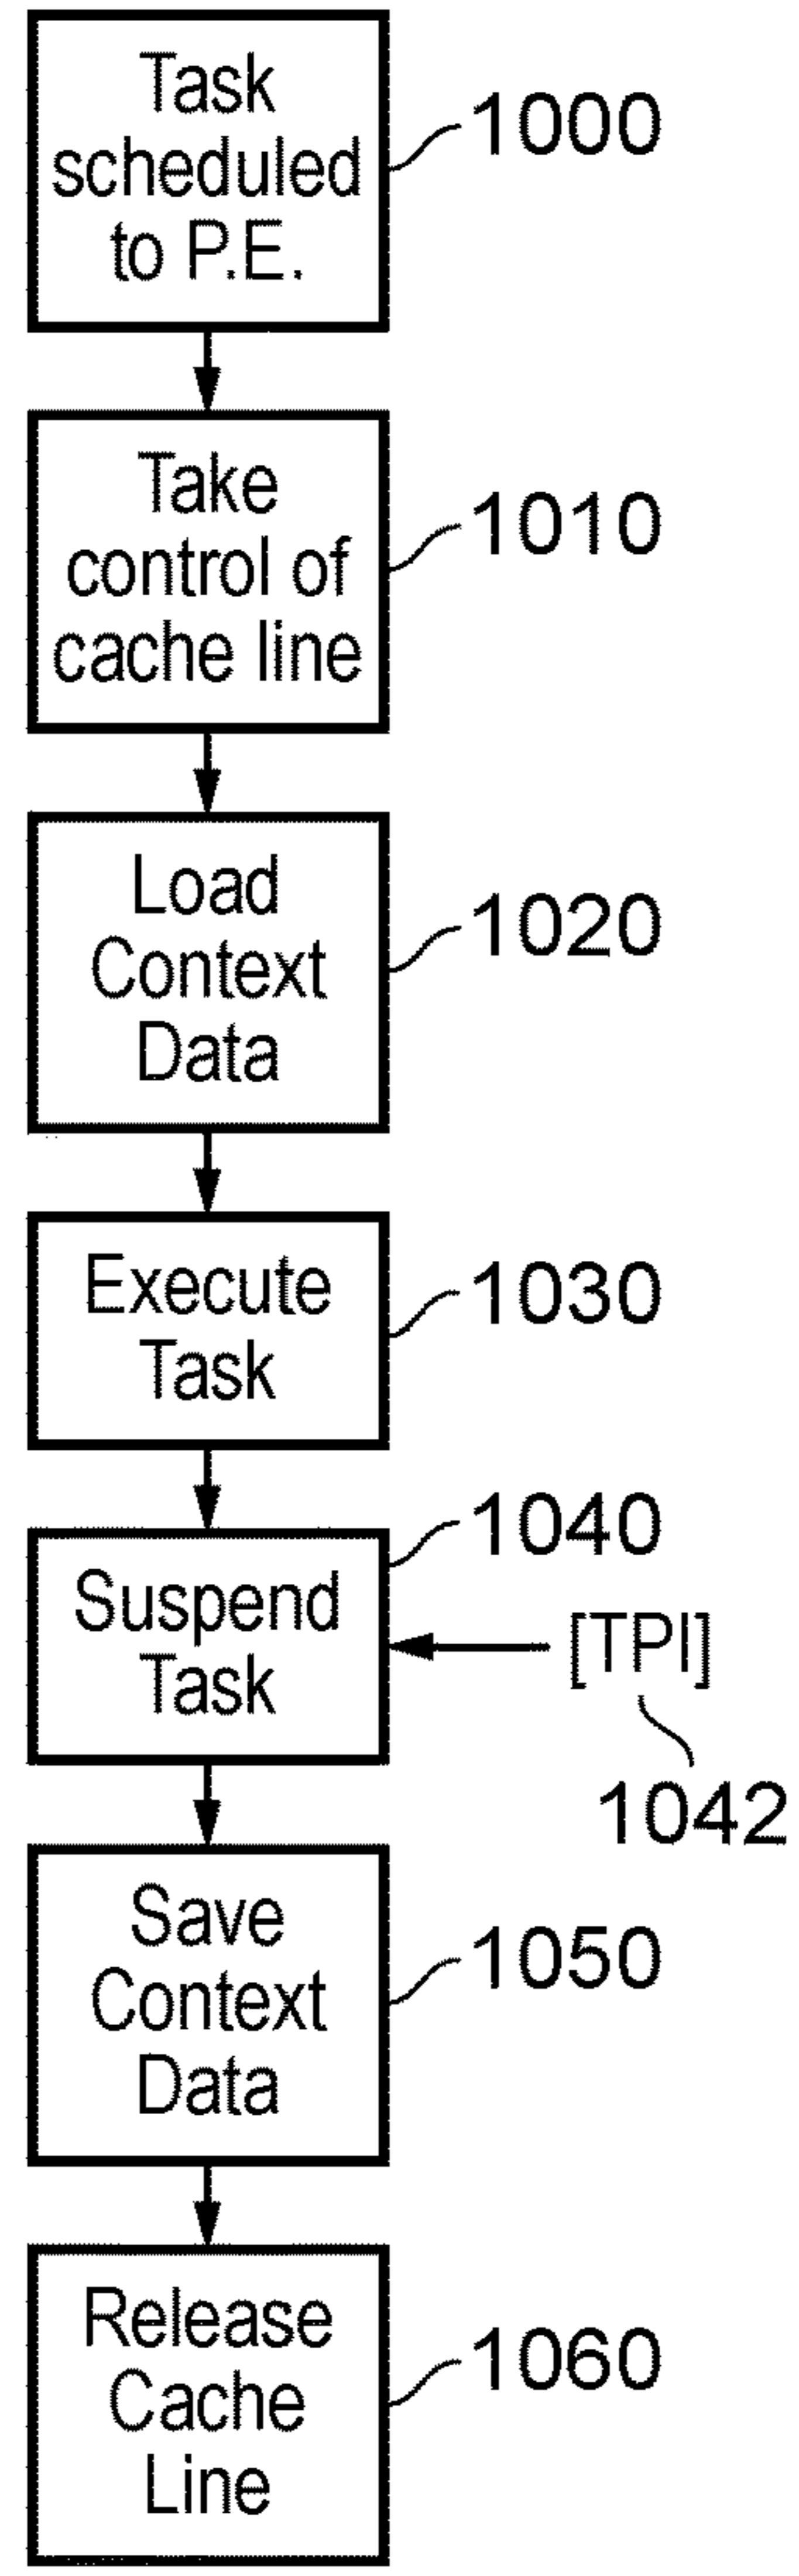 Task
scheduled
to P.E.
1000
Take
control of
cache line
1010
Load
Context
Data
1020
Execute
Task
1030
Suspend
Task
1040
[TPI]
1042
Save
Context
Data
1050
Release
Cache
Line
1060